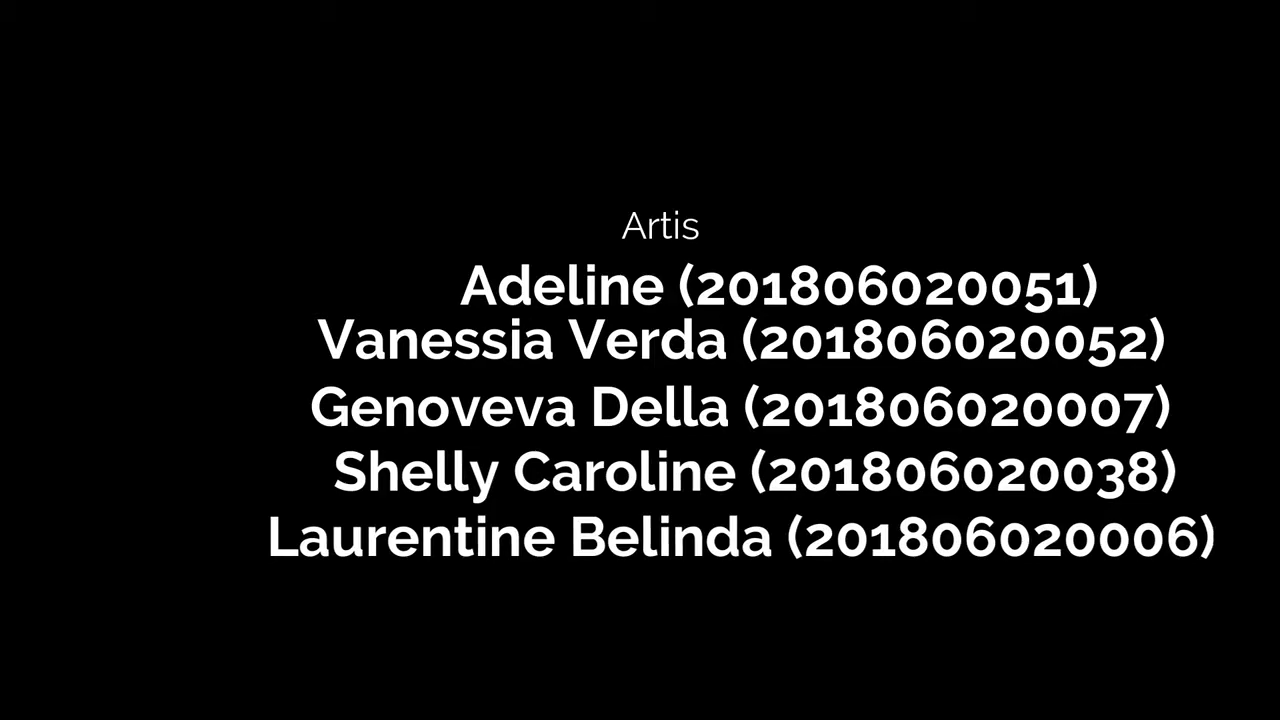 Artis
Adeline (201806020051)
Vanessia Verda (201806020052)
Genoveva Della (201806020007)
Shelly Caroline (201806020038)
Laurentine Belinda (201806020006)